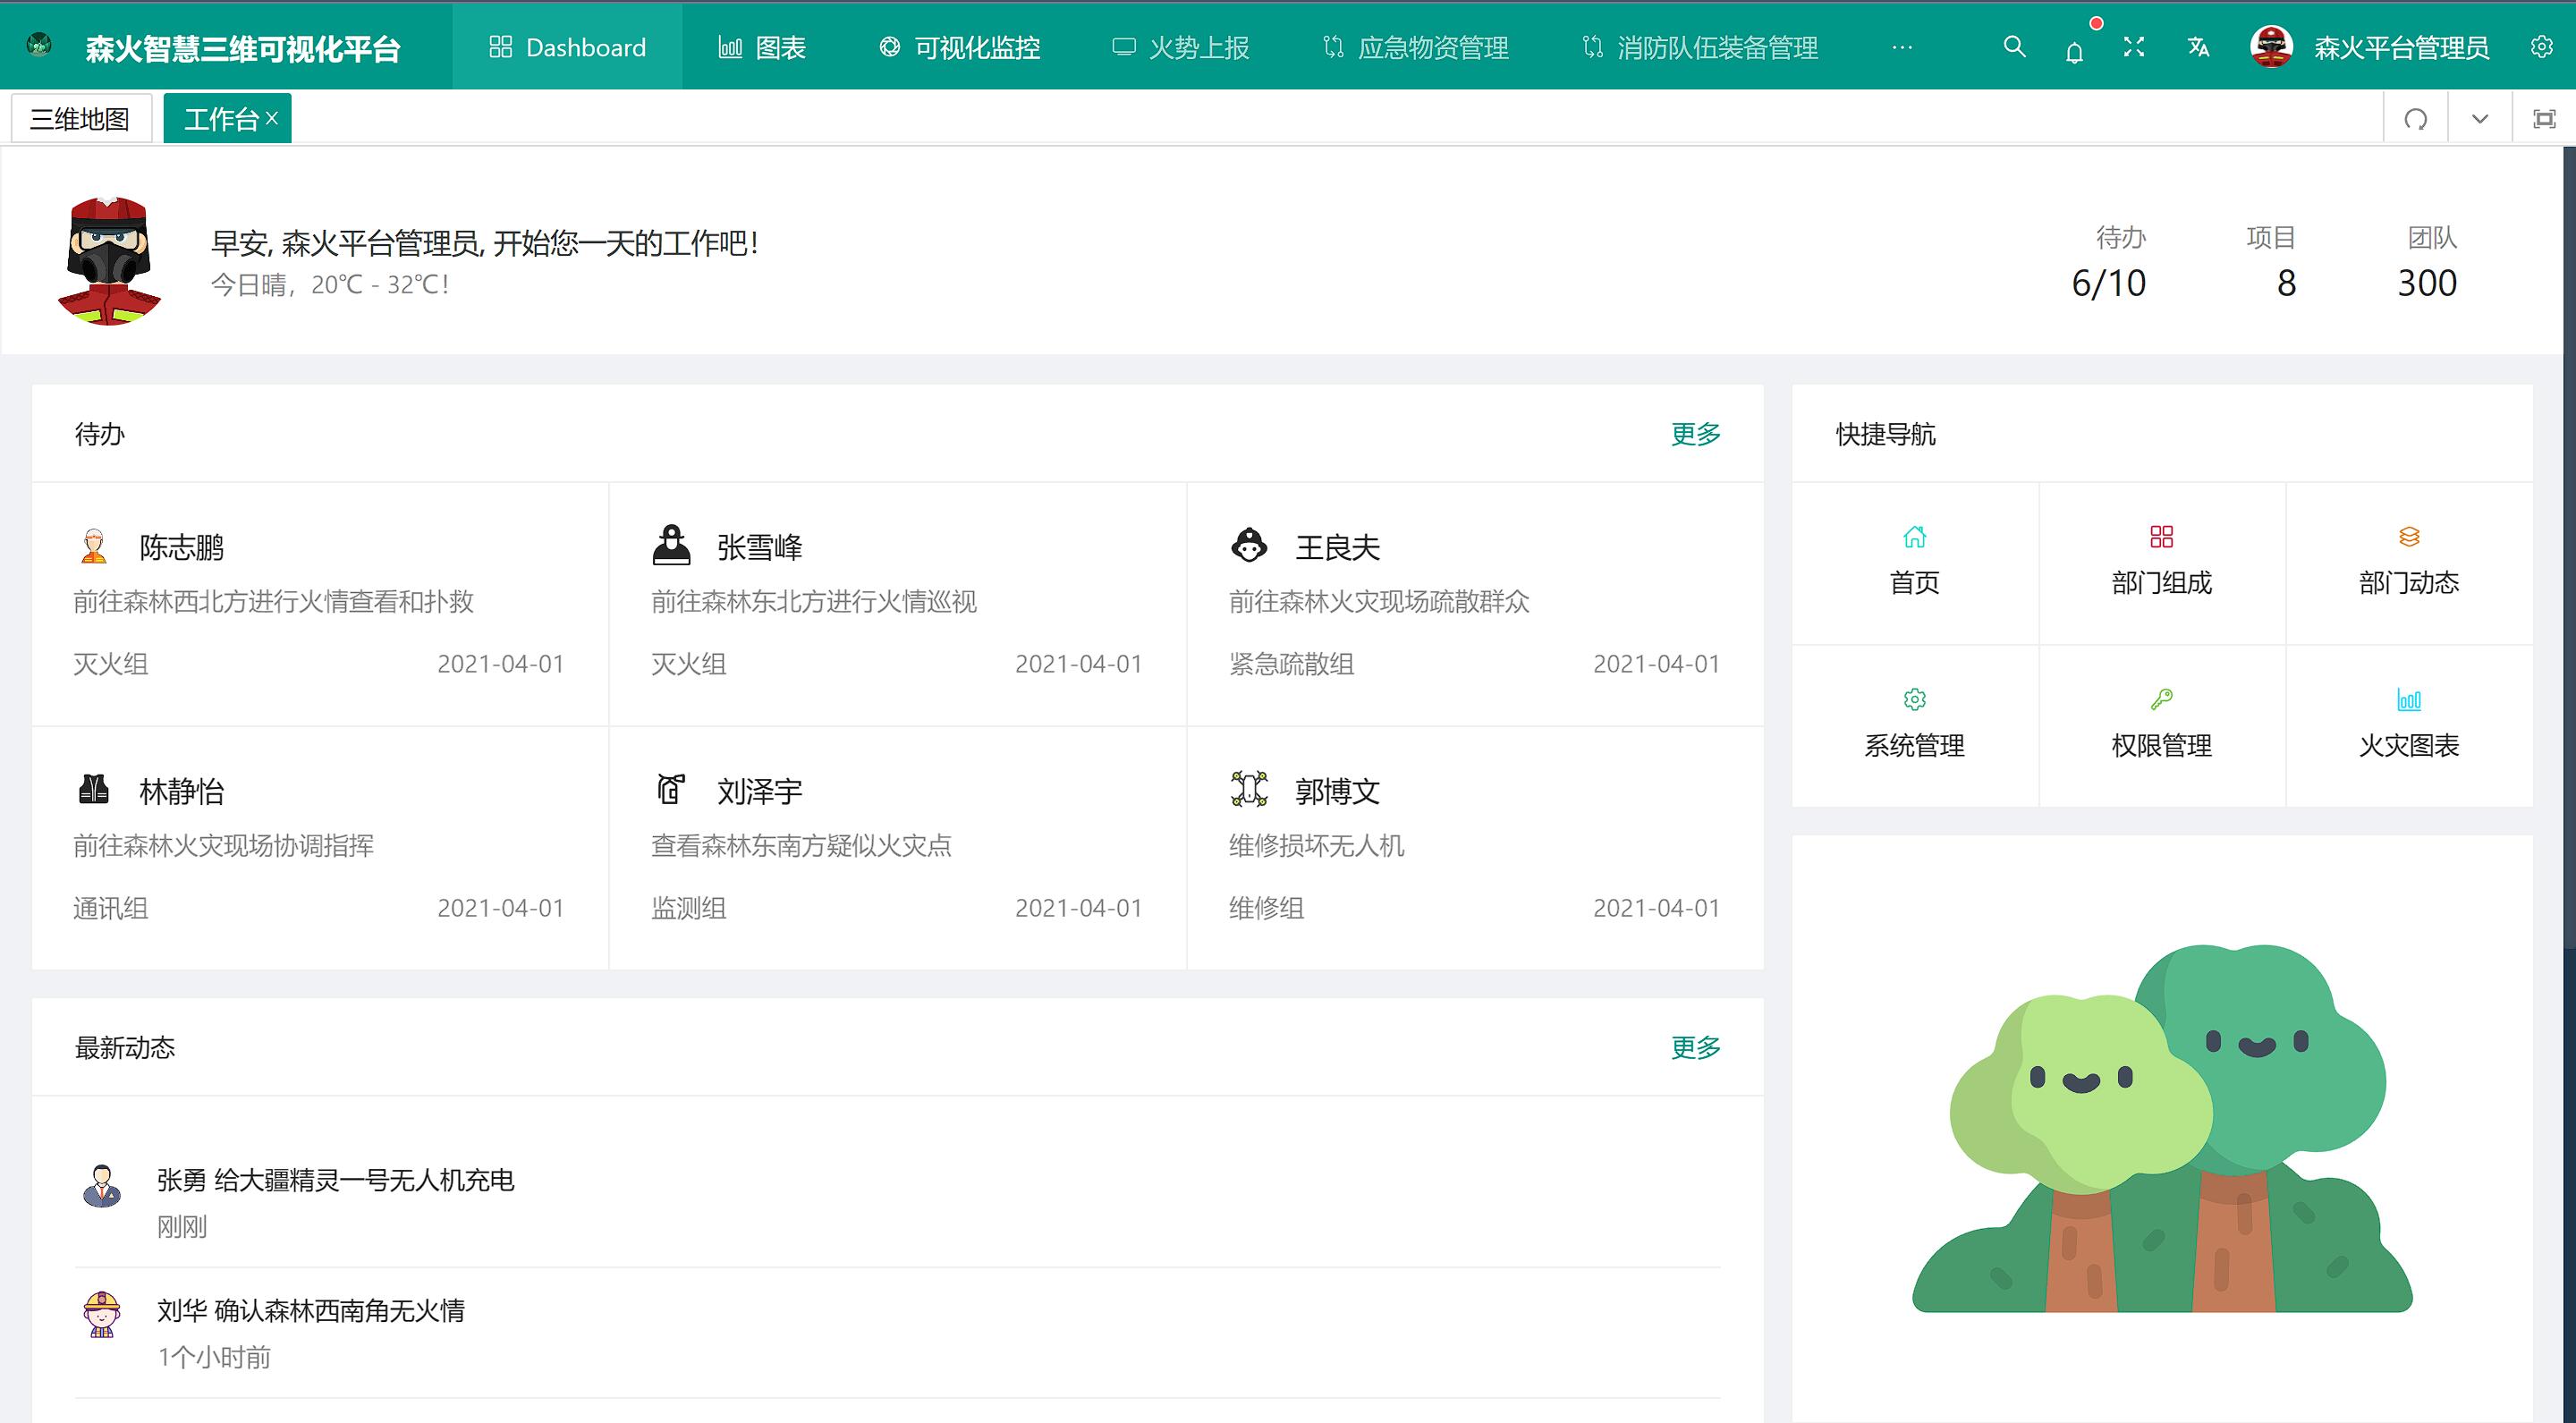 森火智慧三维可视化平台 Dashboard 图表 可视化监控 火势上报 应急物资管理 消防队伍装备管理 ··· 森火平台管理员
三维地图 工作台 ×
早安, 森火平台管理员, 开始您一天的工作吧!
今日晴，20℃ - 32℃!
待办 项目 团队
6/10 8 300
待办 更多
陈志鹏 张雪峰 王良夫
前往森林西北方进行火情查看和扑救 前往森林东北方进行火情巡视 前往森林火灾现场疏散群众
灭火组 2021-04-01 灭火组 2021-04-01 紧急疏散组 2021-04-01
林静怡 刘泽宇 郭博文
前往森林火灾现场协调指挥 查看森林东南方疑似火灾点 维修损坏无人机
通讯组 2021-04-01 监测组 2021-04-01 维修组 2021-04-01
快捷导航
首页 部门组成 部门动态
系统管理 权限管理 火灾图表
最新动态 更多
张勇 给大疆精灵一号无人机充电
刚刚
刘华 确认森林西南角无火情
1个小时前